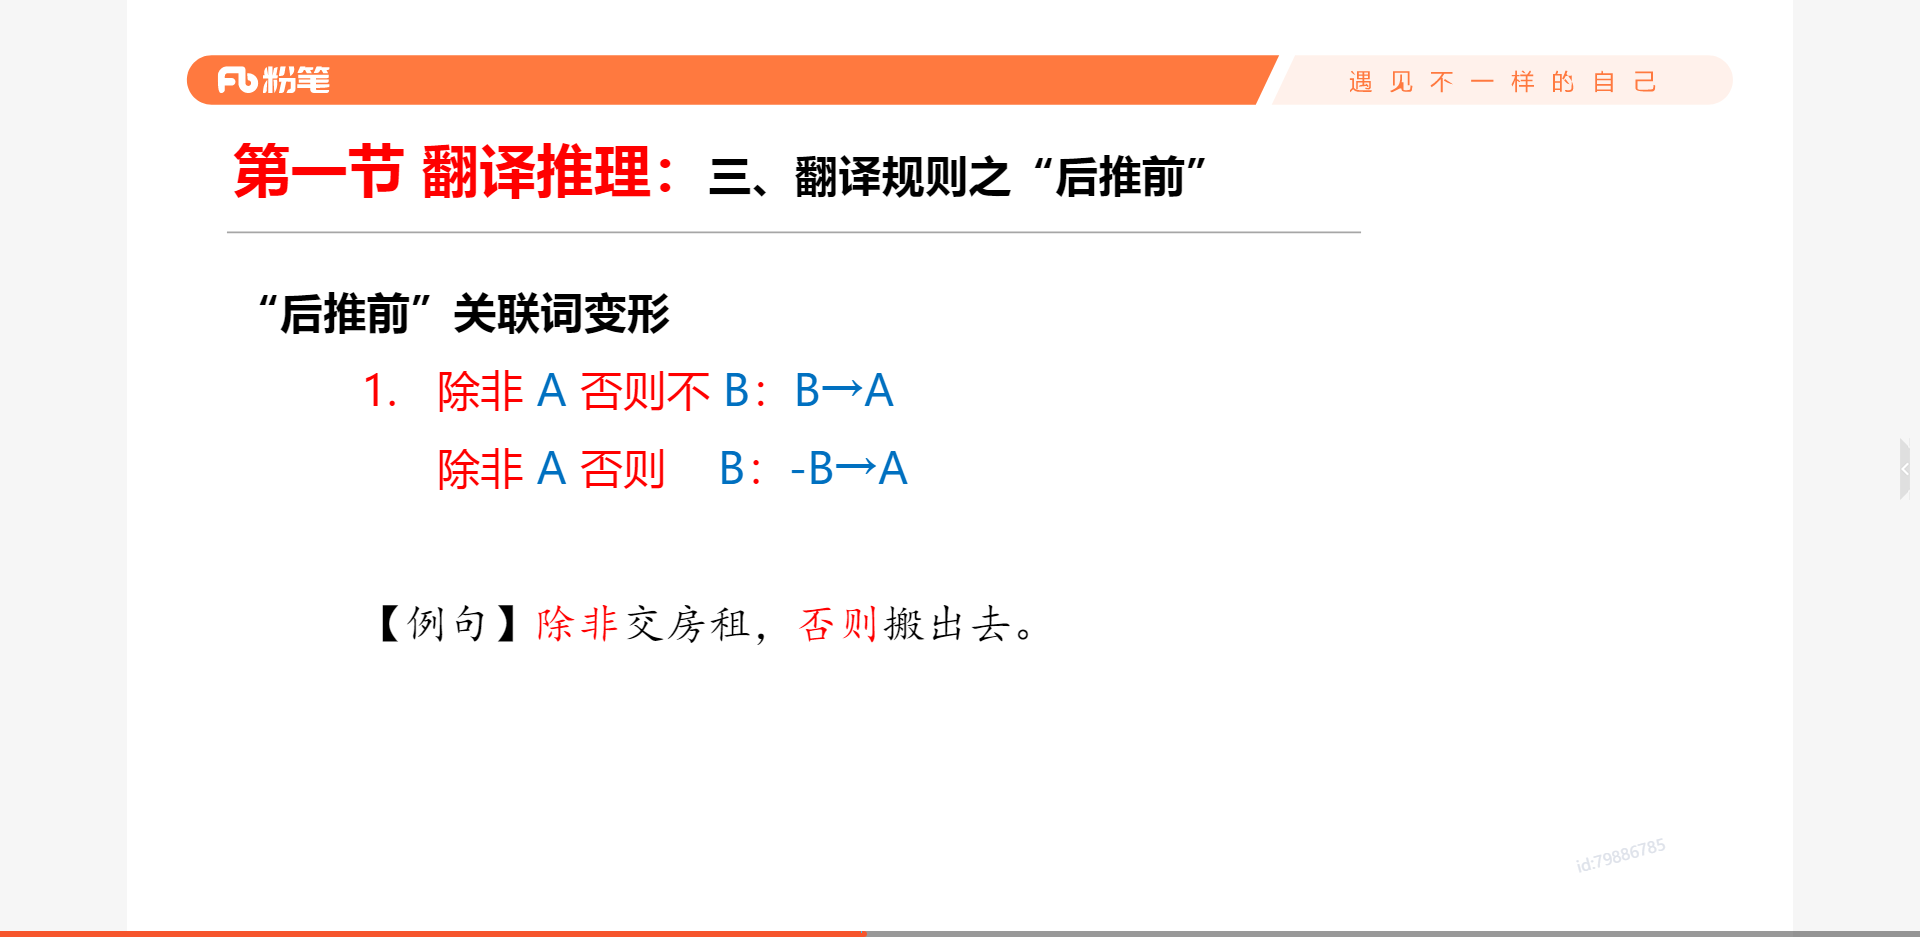 Fb粉笔
遇见不一样的自己
第一节 翻译推理：三、翻译规则之“后推前”
“后推前”关联词变形
1. 除非 A 否则不 B：B→A
除非 A 否则 B：-B→A
【例句】除非交房租，否则搬出去。
id:79886785